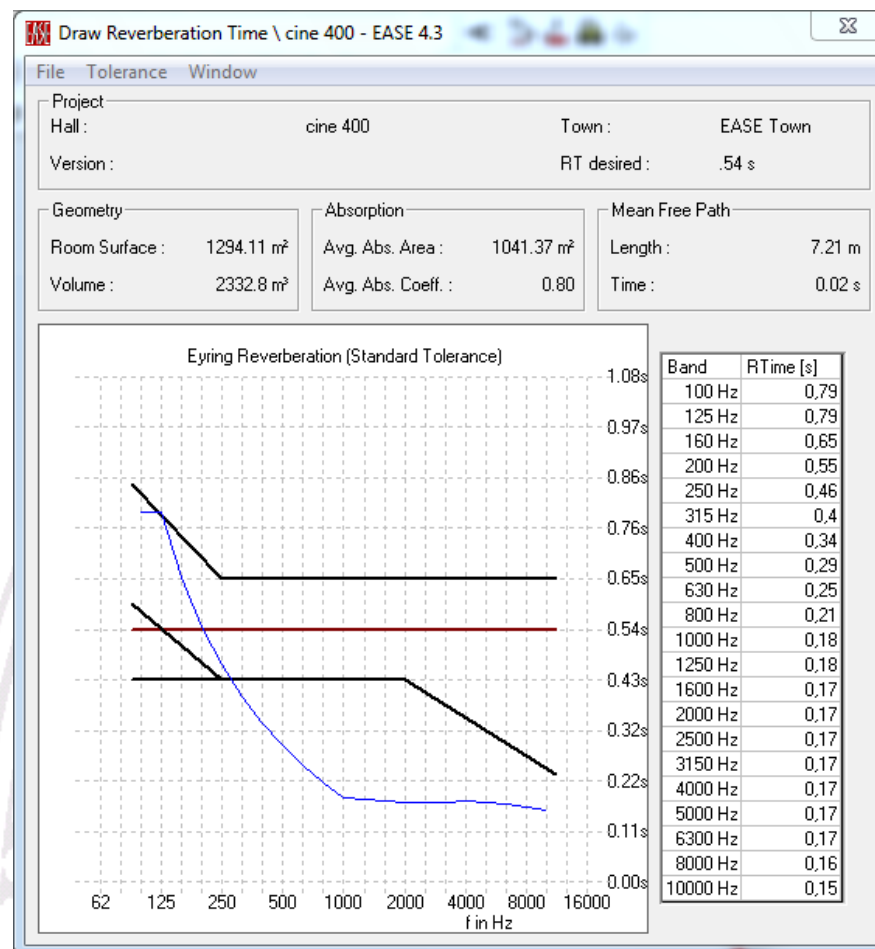 EASE Draw Reverberation Time \ cine 400 - EASE 4.3
File Tolerance Window
Project
Hall : cine 400 Town : EASE Town
Version : RT desired : .54 s
Geometry
Room Surface : 1294.11 m²
Volume : 2332.8 m³
Absorption
Avg. Abs. Area : 1041.37 m²
Avg. Abs. Coeff. : 0.80
Mean Free Path
Length : 7.21 m
Time : 0.02 s
Eyring Reverberation (Standard Tolerance)
1.08s
0.97s
0.86s
0.76s
0.65s
0.54s
0.43s
0.32s
0.22s
0.11s
0.00s
62 125 250 500 1000 2000 4000 8000 16000
f in Hz
Band RTime [s]
100 Hz 0,79
125 Hz 0,79
160 Hz 0,65
200 Hz 0,55
250 Hz 0,46
315 Hz 0,4
400 Hz 0,34
500 Hz 0,29
630 Hz 0,25
800 Hz 0,21
1000 Hz 0,18
1250 Hz 0,18
1600 Hz 0,17
2000 Hz 0,17
2500 Hz 0,17
3150 Hz 0,17
4000 Hz 0,17
5000 Hz 0,17
6300 Hz 0,17
8000 Hz 0,16
10000 Hz 0,15